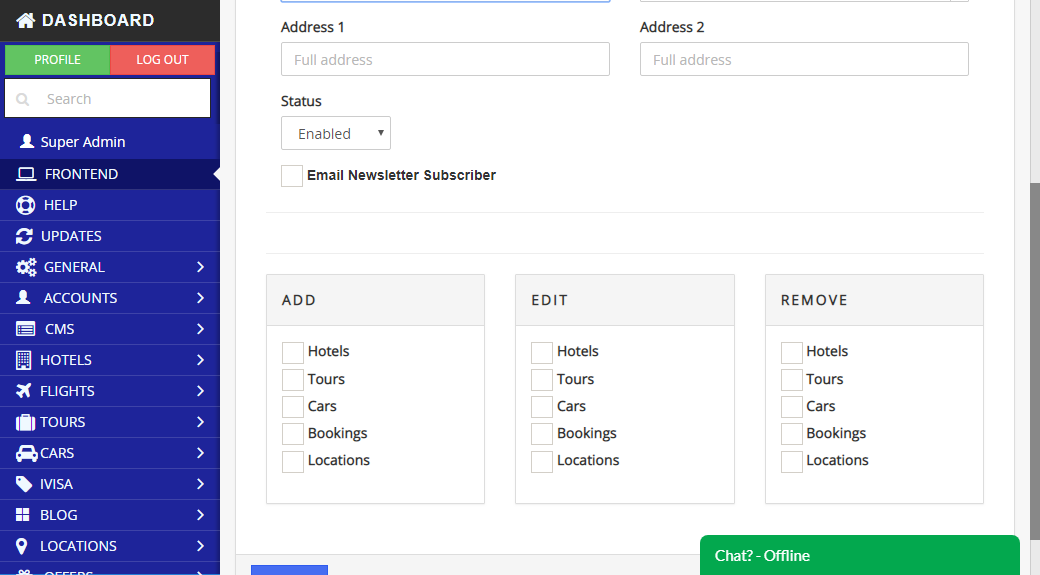 DASHBOARD
PROFILE LOG OUT
Search
Super Admin
FRONTEND
HELP
UPDATES
GENERAL
ACCOUNTS
CMS
HOTELS
FLIGHTS
TOURS
CARS
IVISA
BLOG
LOCATIONS
OFFERS
Address 1 Address 2
Full address Full address
Status
Enabled
Email Newsletter Subscriber
ADD
Hotels
Tours
Cars
Bookings
Locations
EDIT
Hotels
Tours
Cars
Bookings
Locations
REMOVE
Hotels
Tours
Cars
Bookings
Locations
Chat? - Offline